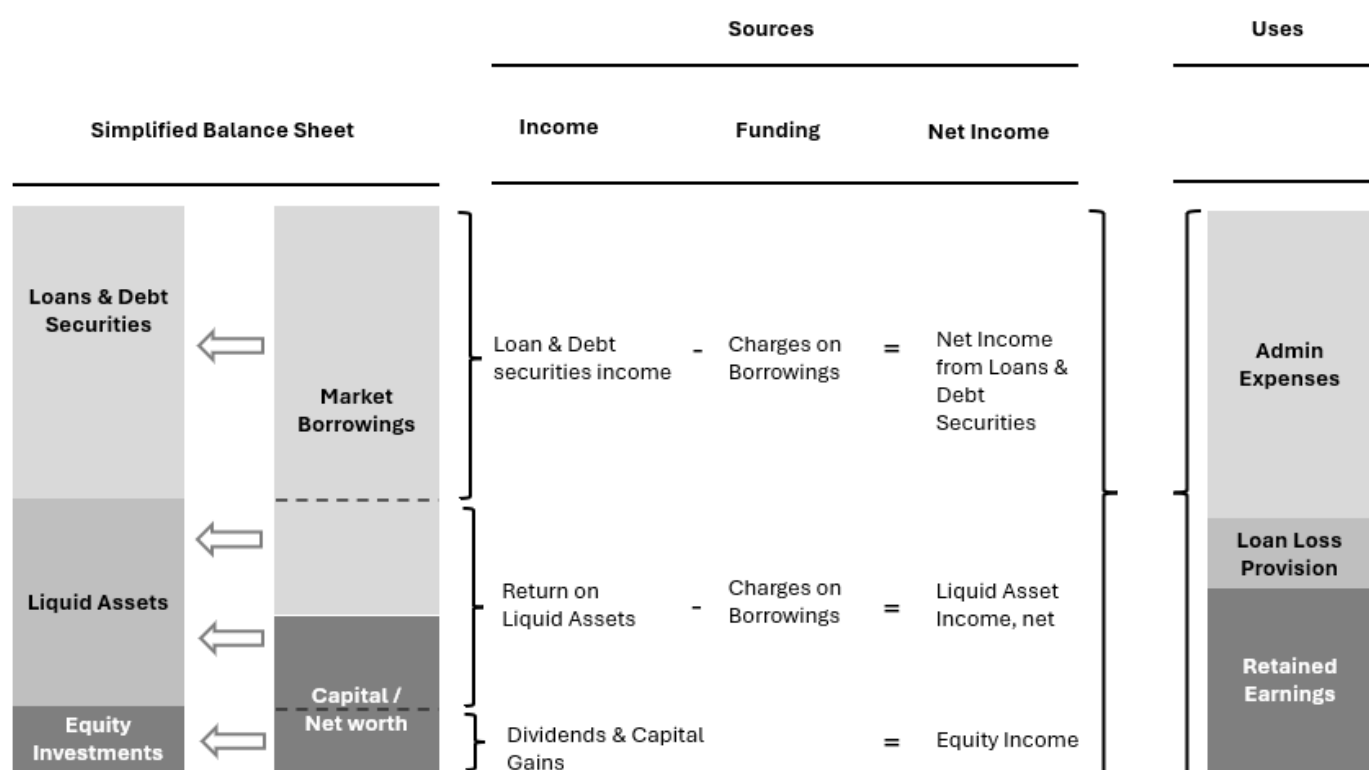 Sources
Uses
Simplified Balance Sheet
Income
Funding
Net Income
Loans & Debt
Securities
Market
Borrowings
Loan & Debt
securities income
-
Charges on
Borrowings
=
Net Income
from Loans &
Debt
Securities
Admin
Expenses
Liquid Assets
Return on
Liquid Assets
-
Charges on
Borrowings
=
Liquid Asset
Income, net
Loan Loss
Provision
Equity
Investments
Capital /
Net worth
Dividends & Capital
Gains
=
Equity Income
Retained
Earnings